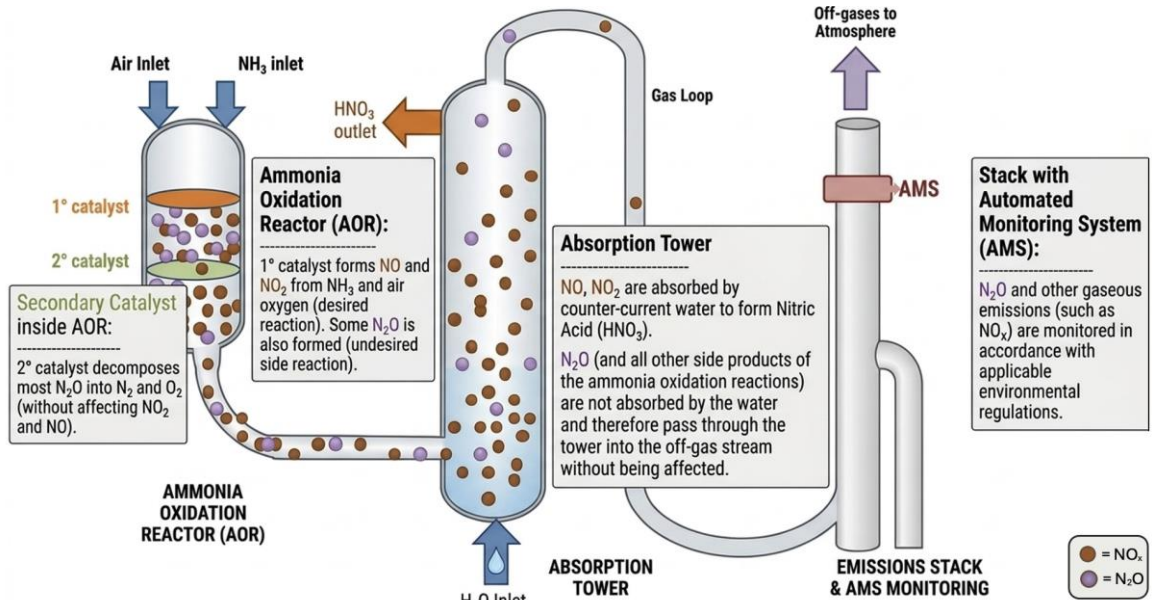 Off-gases to
Atmosphere
Air Inlet
NH₃ inlet
Gas Loop
HNO₃
outlet
1° catalyst
2° catalyst
Ammonia
Oxidation
Reactor (AOR):
------------------------
1° catalyst forms NO and
NO₂ from NH₃ and air
oxygen (desired
reaction). Some N₂O is
also formed (undesired
side reaction).
Secondary Catalyst
inside AOR:
---------------------
2° catalyst decomposes
most N₂O into N₂ and O₂
(without affecting NO₂
and NO).
AMS
Absorption Tower
--------------------------
NO, NO₂ are absorbed by
counter-current water to form Nitric
Acid (HNO₃).
N₂O (and all other side products of
the ammonia oxidation reactions)
are not absorbed by the water
and therefore pass through the
tower into the off-gas stream
without being affected.
Stack with
Automated
Monitoring System
(AMS):
-----------------------
N₂O and other gaseous
emissions (such as
NOₓ) are monitored in
accordance with
applicable
environmental
regulations.
AMMONIA
OXIDATION
REACTOR (AOR)
H₂O Inlet
ABSORPTION
TOWER
EMISSIONS STACK
& AMS MONITORING
= NOₓ
= N₂O